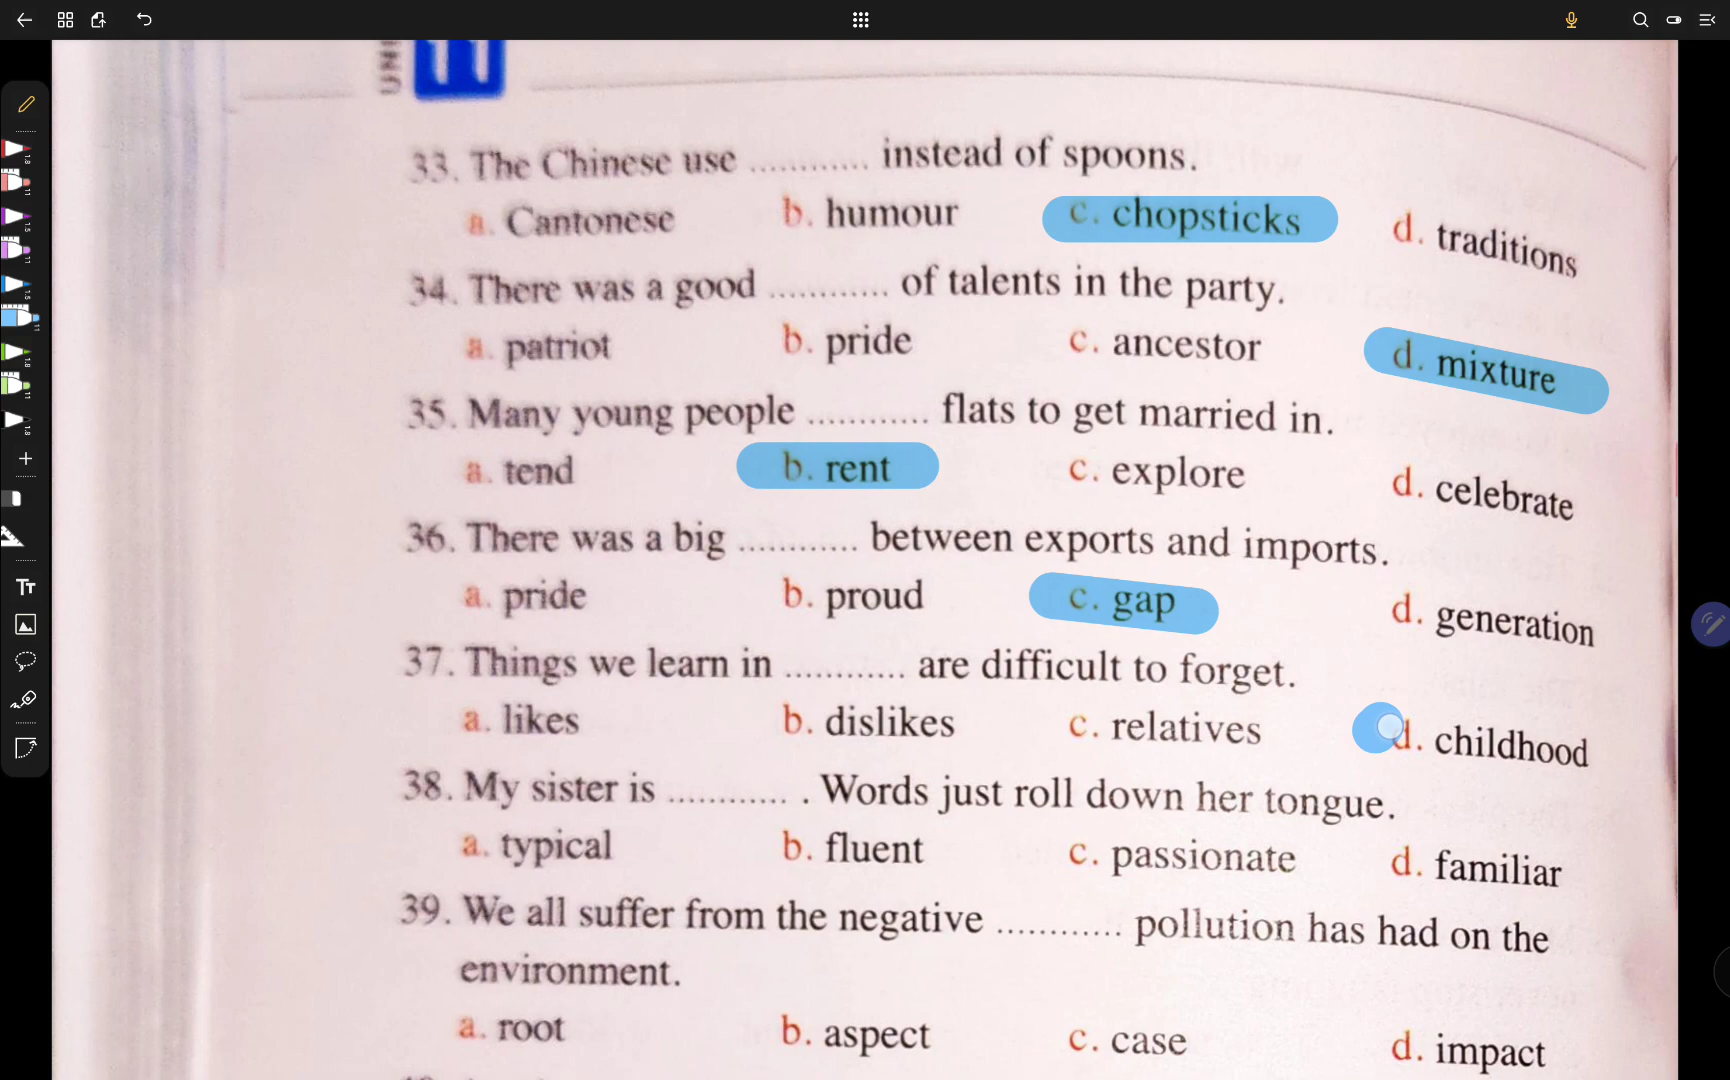 UNI
33. The Chinese use ............ instead of spoons.
a. Cantonese b. humour c. chopsticks d. traditions
34. There was a good ............ of talents in the party.
a. patriot b. pride c. ancestor d. mixture
35. Many young people ............ flats to get married in.
a. tend b. rent c. explore d. celebrate
36. There was a big ............ between exports and imports.
a. pride b. proud c. gap d. generation
37. Things we learn in ............ are difficult to forget.
a. likes b. dislikes c. relatives d. childhood
38. My sister is ............ . Words just roll down her tongue.
a. typical b. fluent c. passionate d. familiar
39. We all suffer from the negative ............ pollution has had on the
environment.
a. root b. aspect c. case d. impact